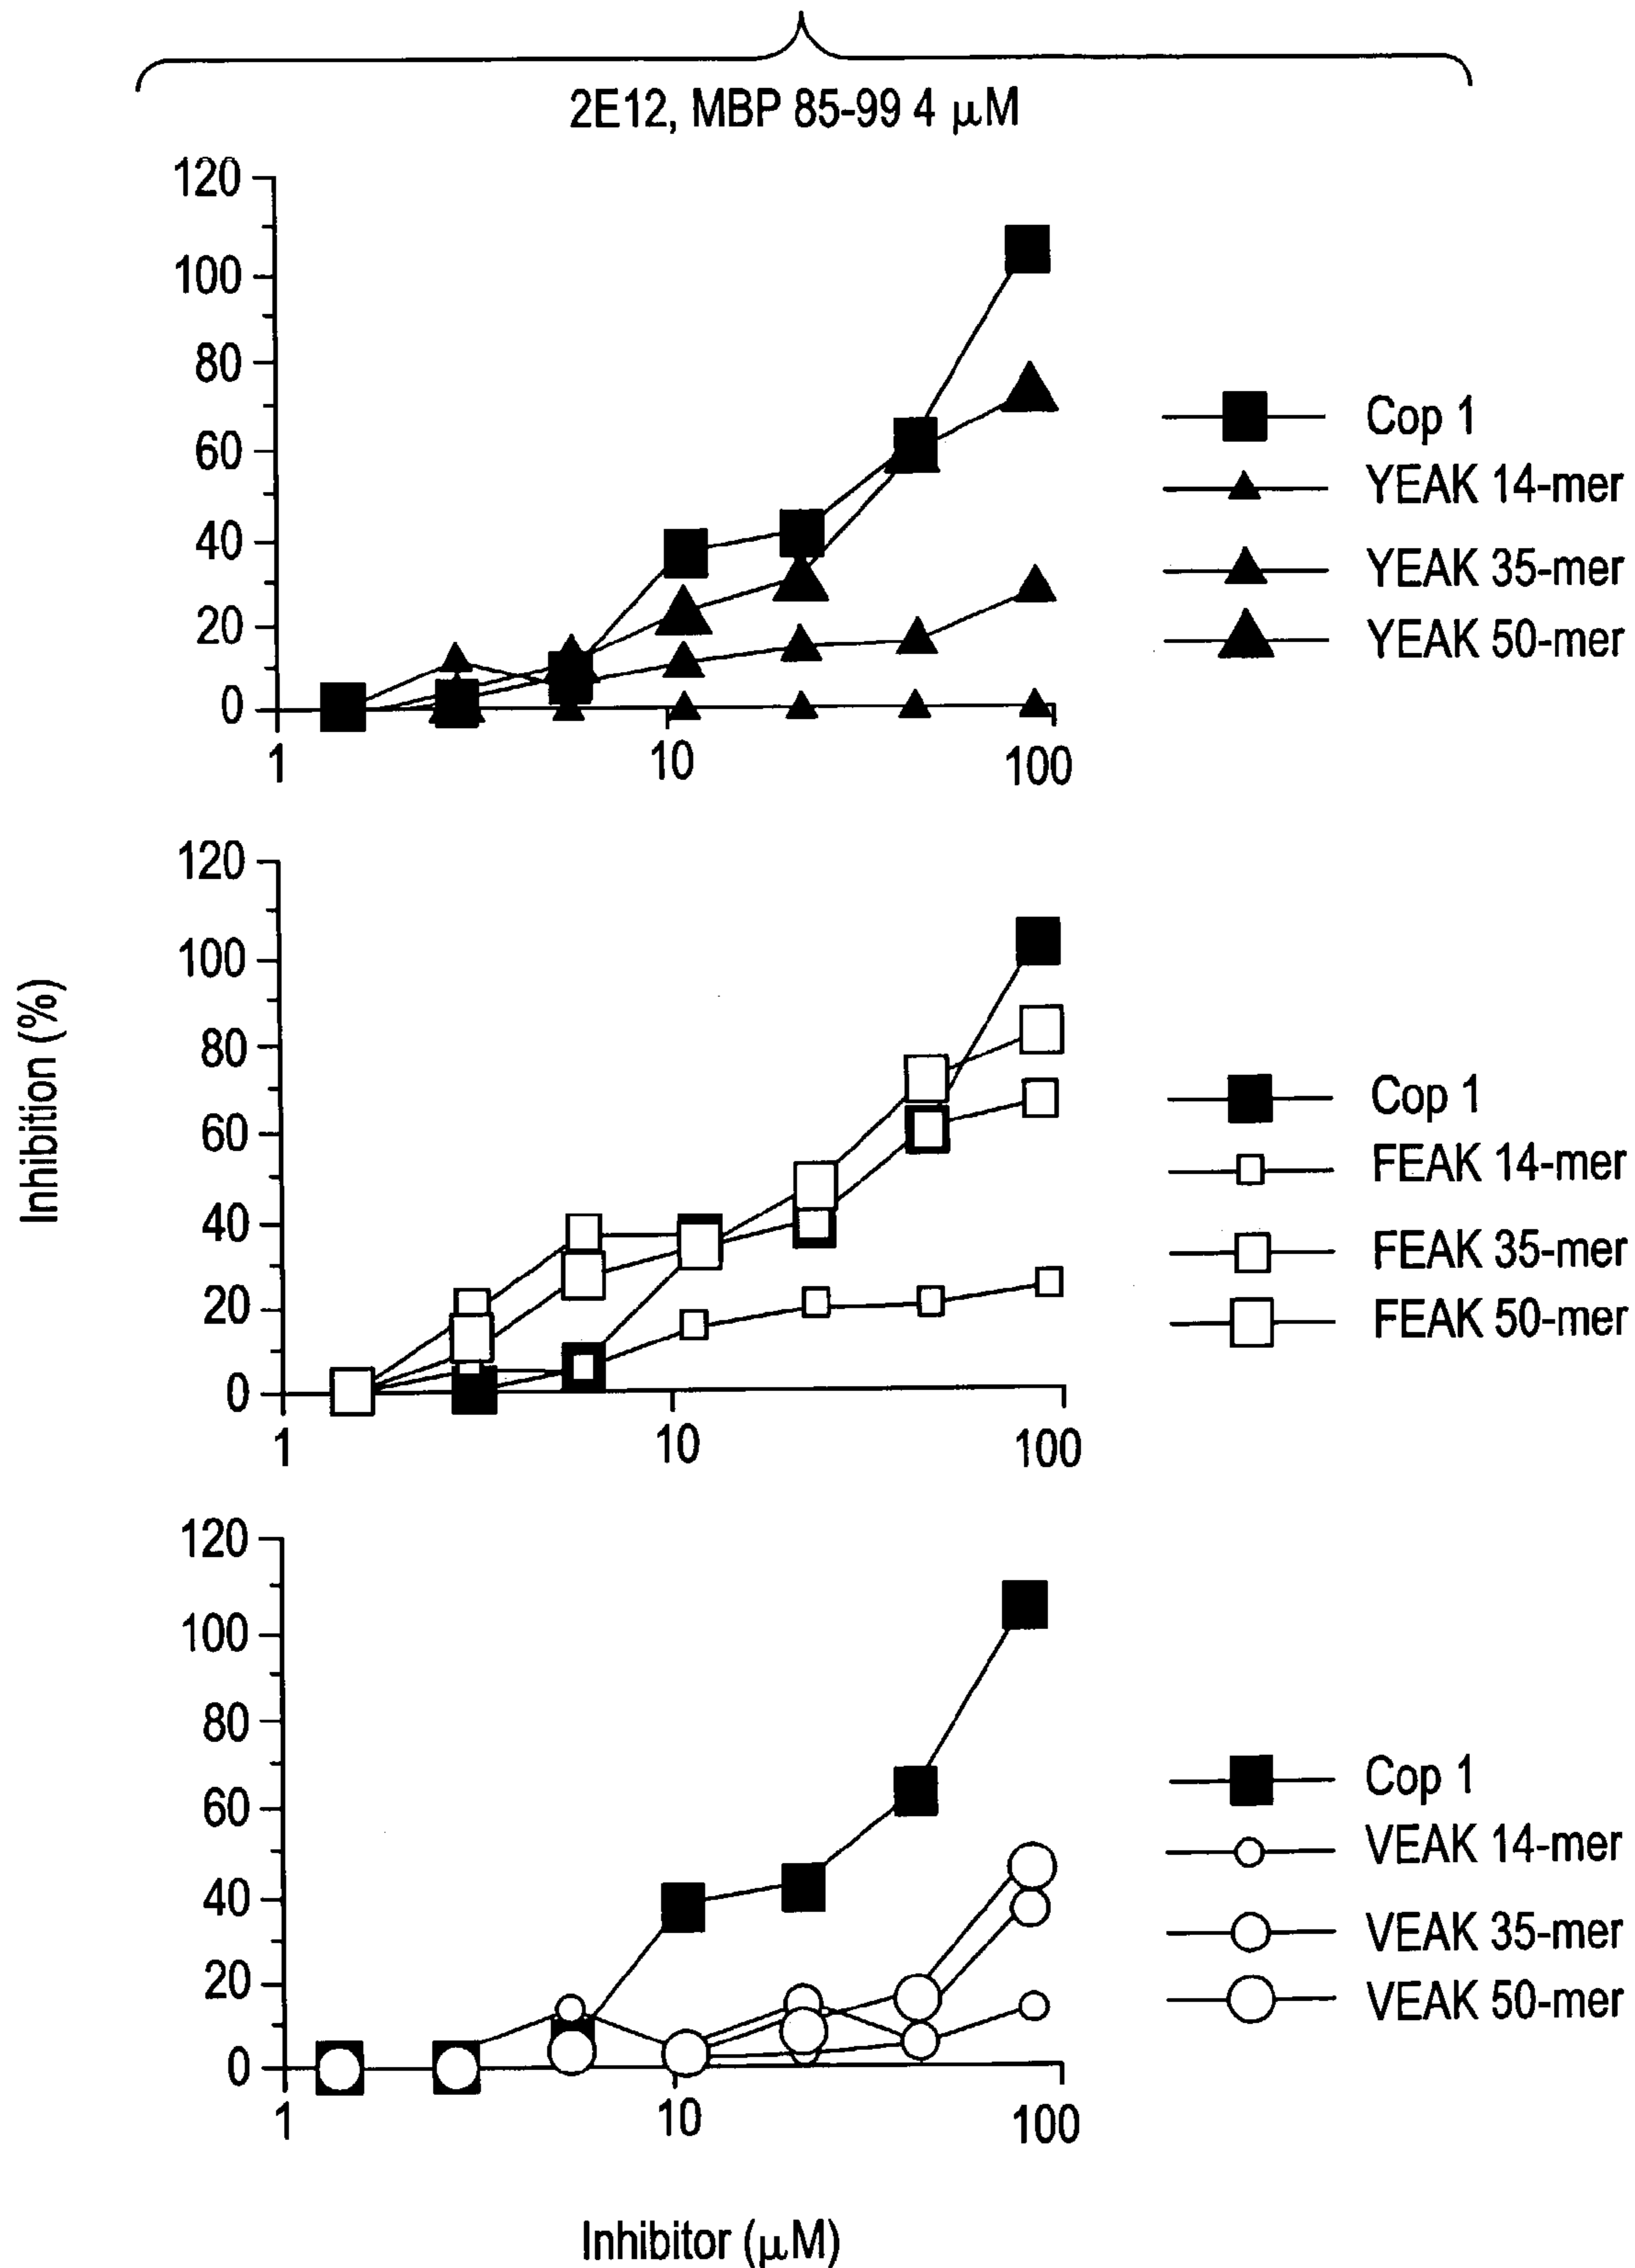 2E12, MBP 85-99 4 μM
120
100
80
60
40
20
0
1
10
100
Cop 1
YEAK 14-mer
YEAK 35-mer
YEAK 50-mer
Inhibition (%)
120
100
80
60
40
20
0
1
10
100
Cop 1
FEAK 14-mer
FEAK 35-mer
FEAK 50-mer
120
100
80
60
40
20
0
1
10
100
Cop 1
VEAK 14-mer
VEAK 35-mer
VEAK 50-mer
Inhibitor (μM)